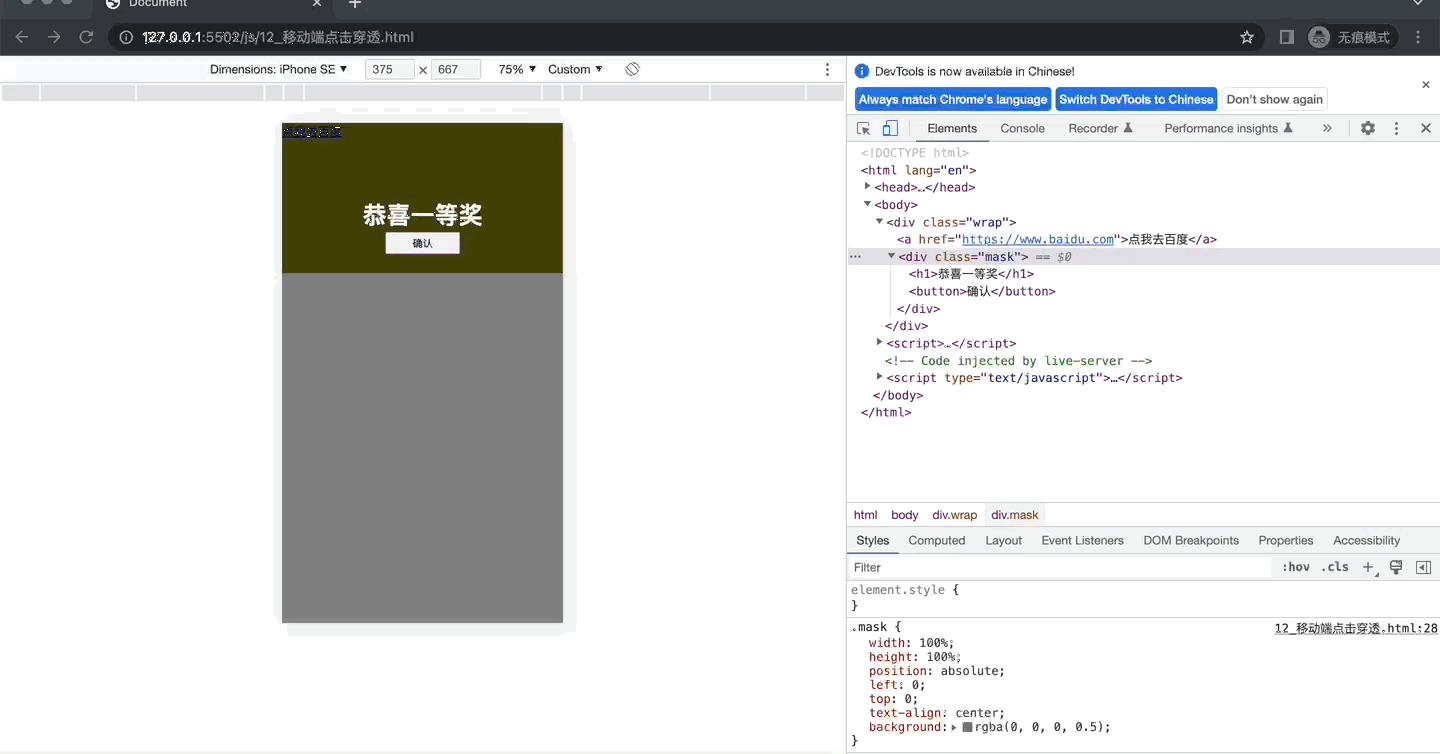 Document
127.0.0.1:5502/js/12_移动端点击穿透.html
无痕模式
Dimensions: iPhone SE ▼ 375 × 667 75% ▼ Custom ▼
DevTools is now available in Chinese!
Always match Chrome's language Switch DevTools to Chinese Don't show again
Elements Console Recorder Performance insights
<!DOCTYPE html>
<html lang="en">
<head>…</head>
<body>
<div class="wrap">
<a href="https://www.baidu.com">点我去百度</a>
<div class="mask"> == $0
<h1>恭喜一等奖</h1>
<button>确认</button>
</div>
</div>
<script>…</script>
<!-- Code injected by live-server -->
<script type="text/javascript">…</script>
</body>
</html>
恭喜一等奖
确认
html body div.wrap div.mask
Styles Computed Layout Event Listeners DOM Breakpoints Properties Accessibility
Filter :hov .cls
element.style {
}
.mask { 12_移动端点击穿透.html:28
width: 100%;
height: 100%;
position: absolute;
left: 0;
top: 0;
text-align: center;
background: rgba(0, 0, 0, 0.5);
}